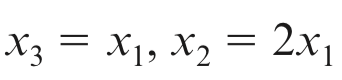 x₃ = x₁, x₂ = 2x₁